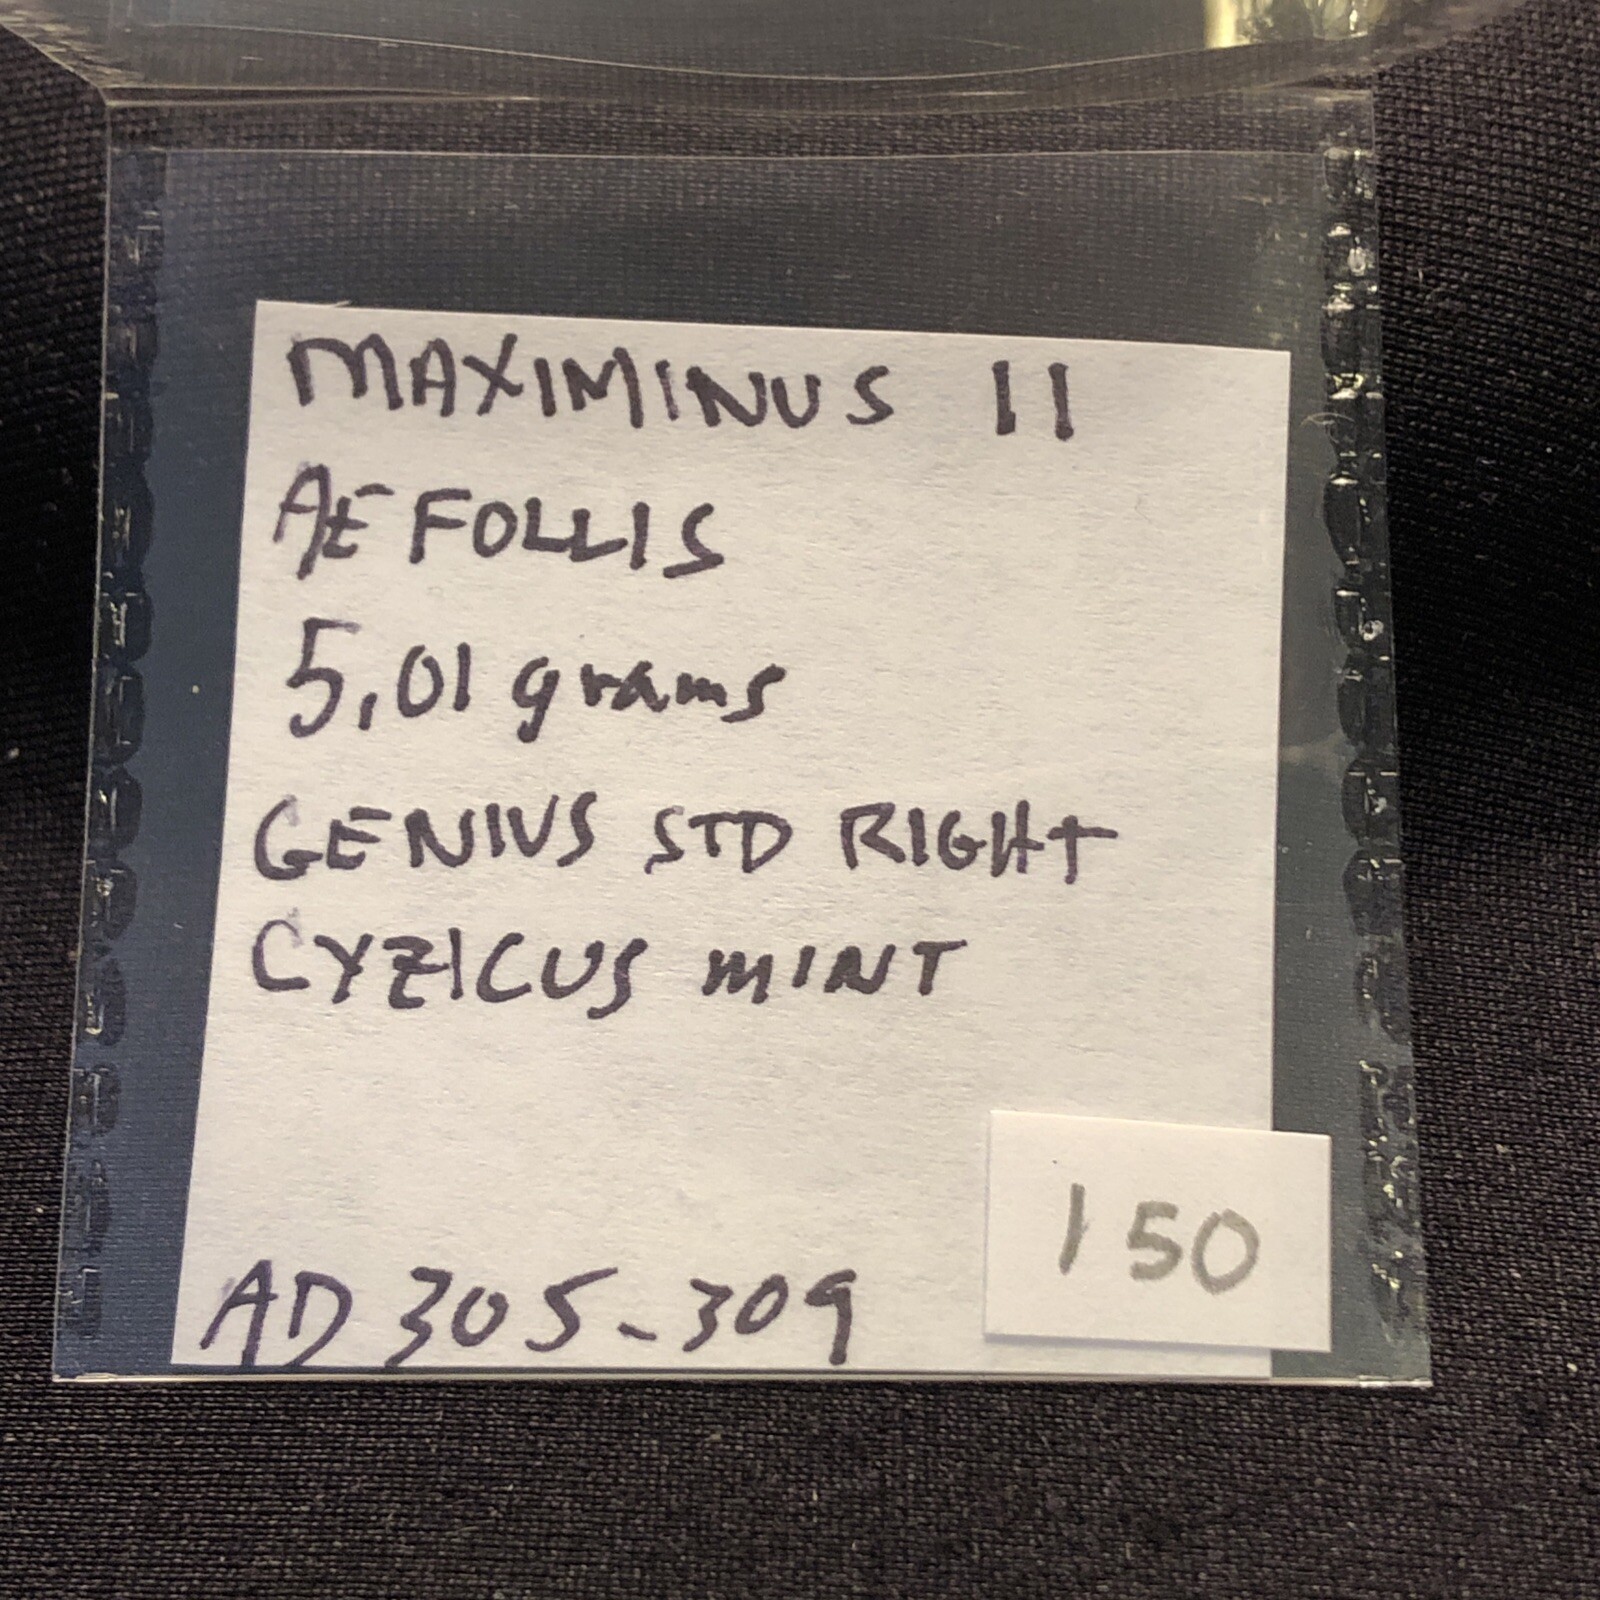 MAXIMINUS II
Æ FOLLIS
5.01 grams
GENIUS STD RIGHT
CYZICUS MINT
150
AD 305-309